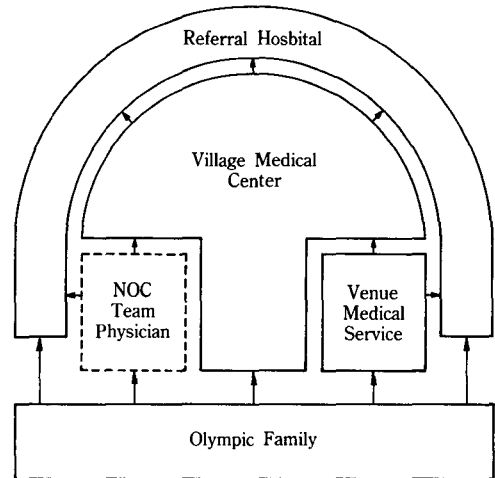 Referral Hosbital
Village Medical
Center
NOC
Team
Physician
Venue
Medical
Service
Olympic Family